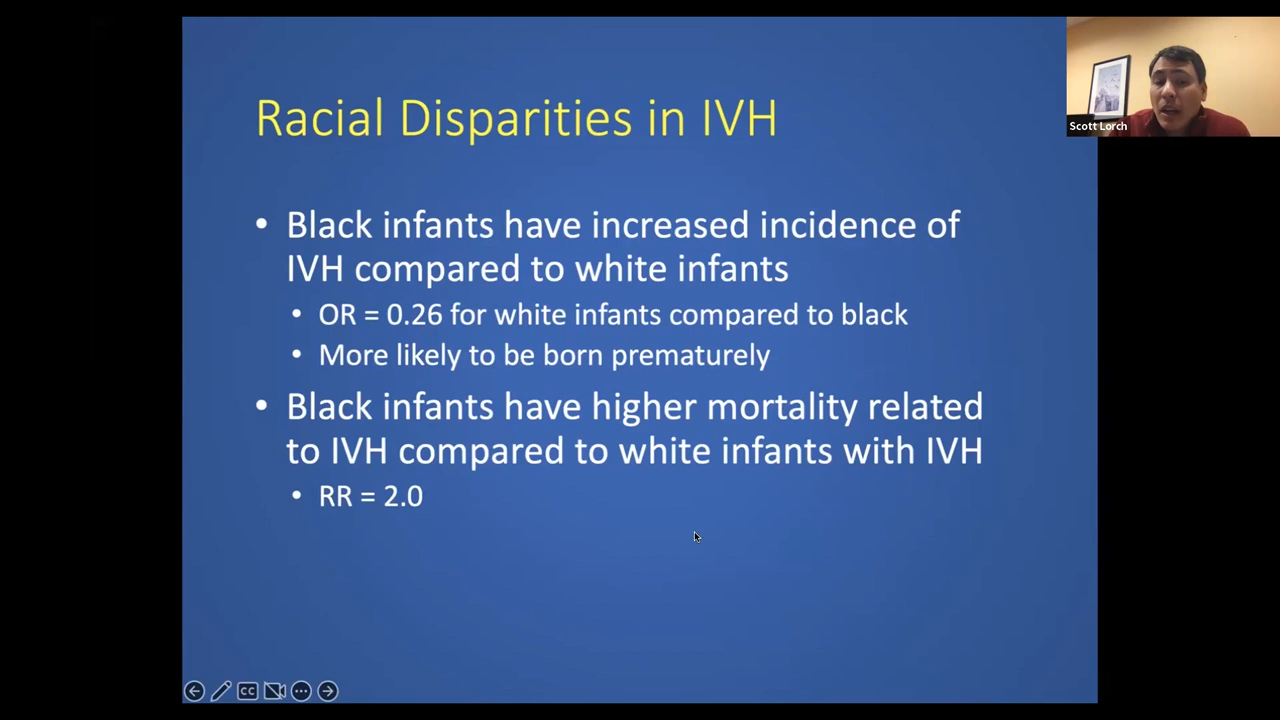 Racial Disparities in IVH
Scott Lorch
• Black infants have increased incidence of
IVH compared to white infants
• OR = 0.26 for white infants compared to black
• More likely to be born prematurely
• Black infants have higher mortality related
to IVH compared to white infants with IVH
• RR = 2.0
CC